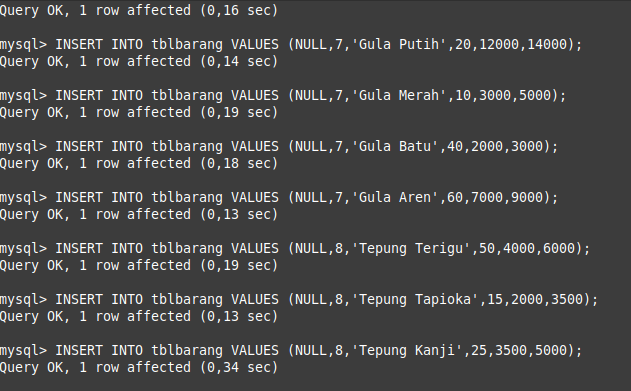 Query OK, 1 row affected (0,16 sec)
mysql> INSERT INTO tblbarang VALUES (NULL,7,'Gula Putih',20,12000,14000);
Query OK, 1 row affected (0,14 sec)
mysql> INSERT INTO tblbarang VALUES (NULL,7,'Gula Merah',10,3000,5000);
Query OK, 1 row affected (0,19 sec)
mysql> INSERT INTO tblbarang VALUES (NULL,7,'Gula Batu',40,2000,3000);
Query OK, 1 row affected (0,18 sec)
mysql> INSERT INTO tblbarang VALUES (NULL,7,'Gula Aren',60,7000,9000);
Query OK, 1 row affected (0,13 sec)
mysql> INSERT INTO tblbarang VALUES (NULL,8,'Tepung Terigu',50,4000,6000);
Query OK, 1 row affected (0,19 sec)
mysql> INSERT INTO tblbarang VALUES (NULL,8,'Tepung Tapioka',15,2000,3500);
Query OK, 1 row affected (0,13 sec)
mysql> INSERT INTO tblbarang VALUES (NULL,8,'Tepung Kanji',25,3500,5000);
Query OK, 1 row affected (0,34 sec)